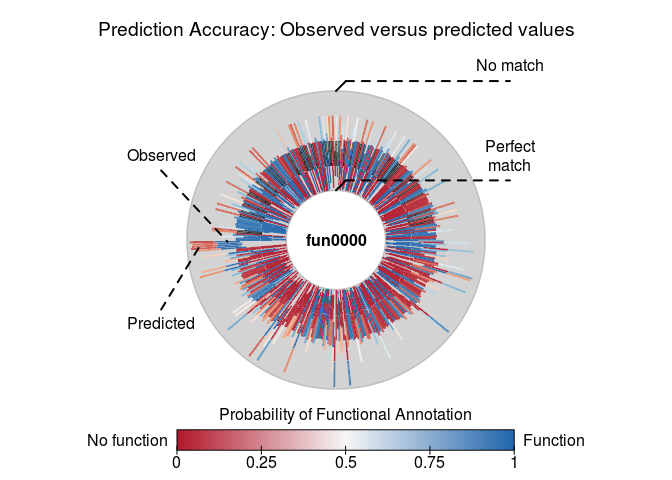 Prediction Accuracy: Observed versus predicted values
No match
Observed
Perfect
match
fun0000
Predicted
Probability of Functional Annotation
No function
Function
0 0.25 0.5 0.75 1